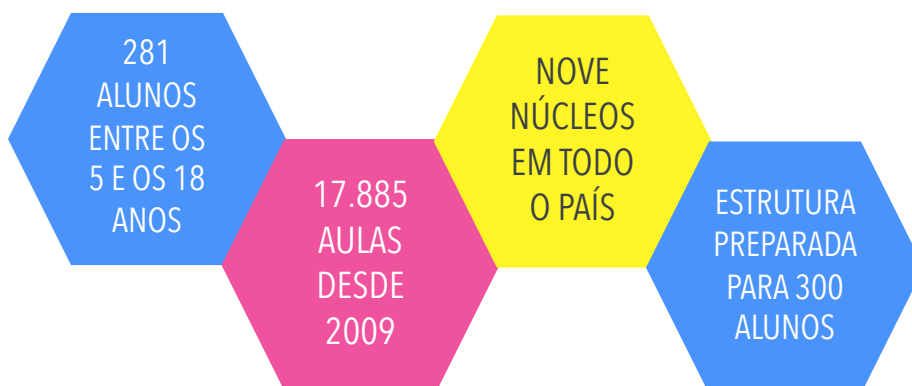 281
ALUNOS
ENTRE OS
5 E OS 18
ANOS
17.885
AULAS
DESDE
2009
NOVE
NÚCLEOS
EM TODO
O PAÍS
ESTRUTURA
PREPARADA
PARA 300
ALUNOS